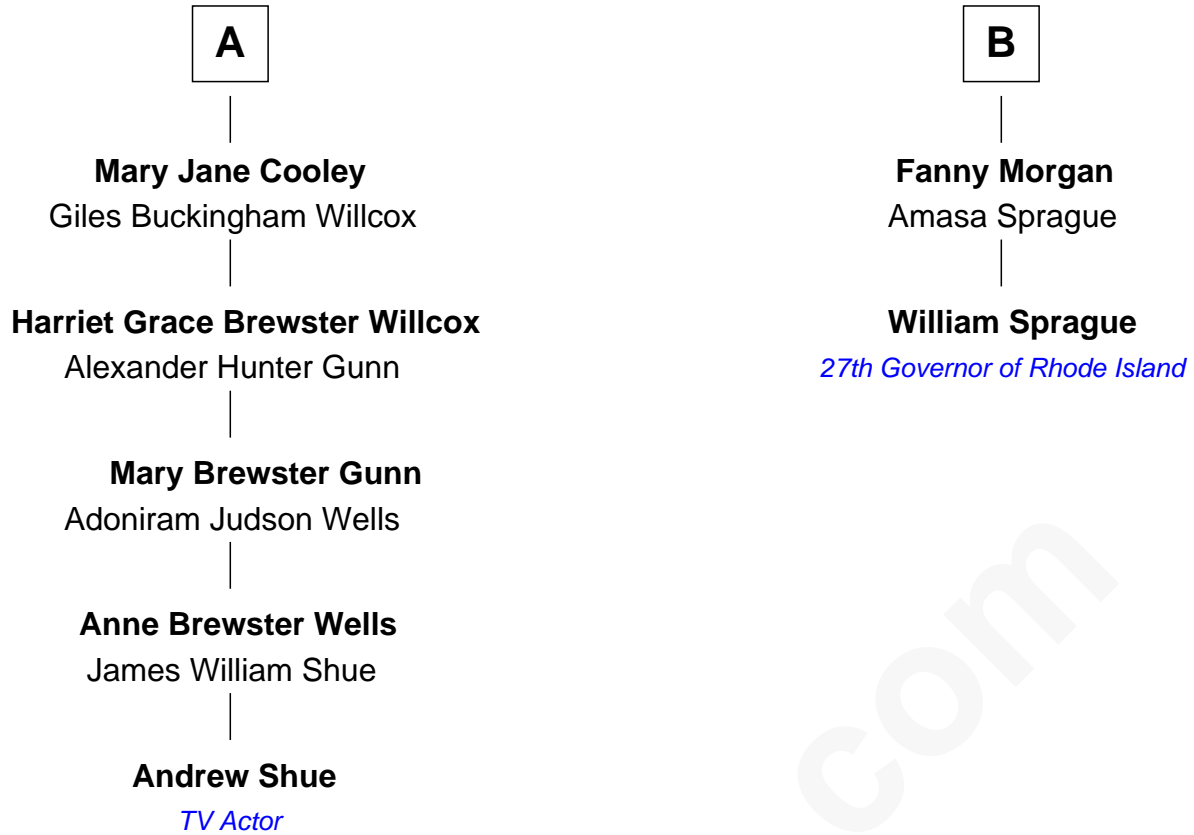 A
Mary Jane Cooley
Giles Buckingham Willcox
Harriet Grace Brewster Willcox
Alexander Hunter Gunn
Mary Brewster Gunn
Adoniram Judson Wells
Anne Brewster Wells
James William Shue
Andrew Shue
TV Actor
B
Fanny Morgan
Amasa Sprague
William Sprague
27th Governor of Rhode Island
com